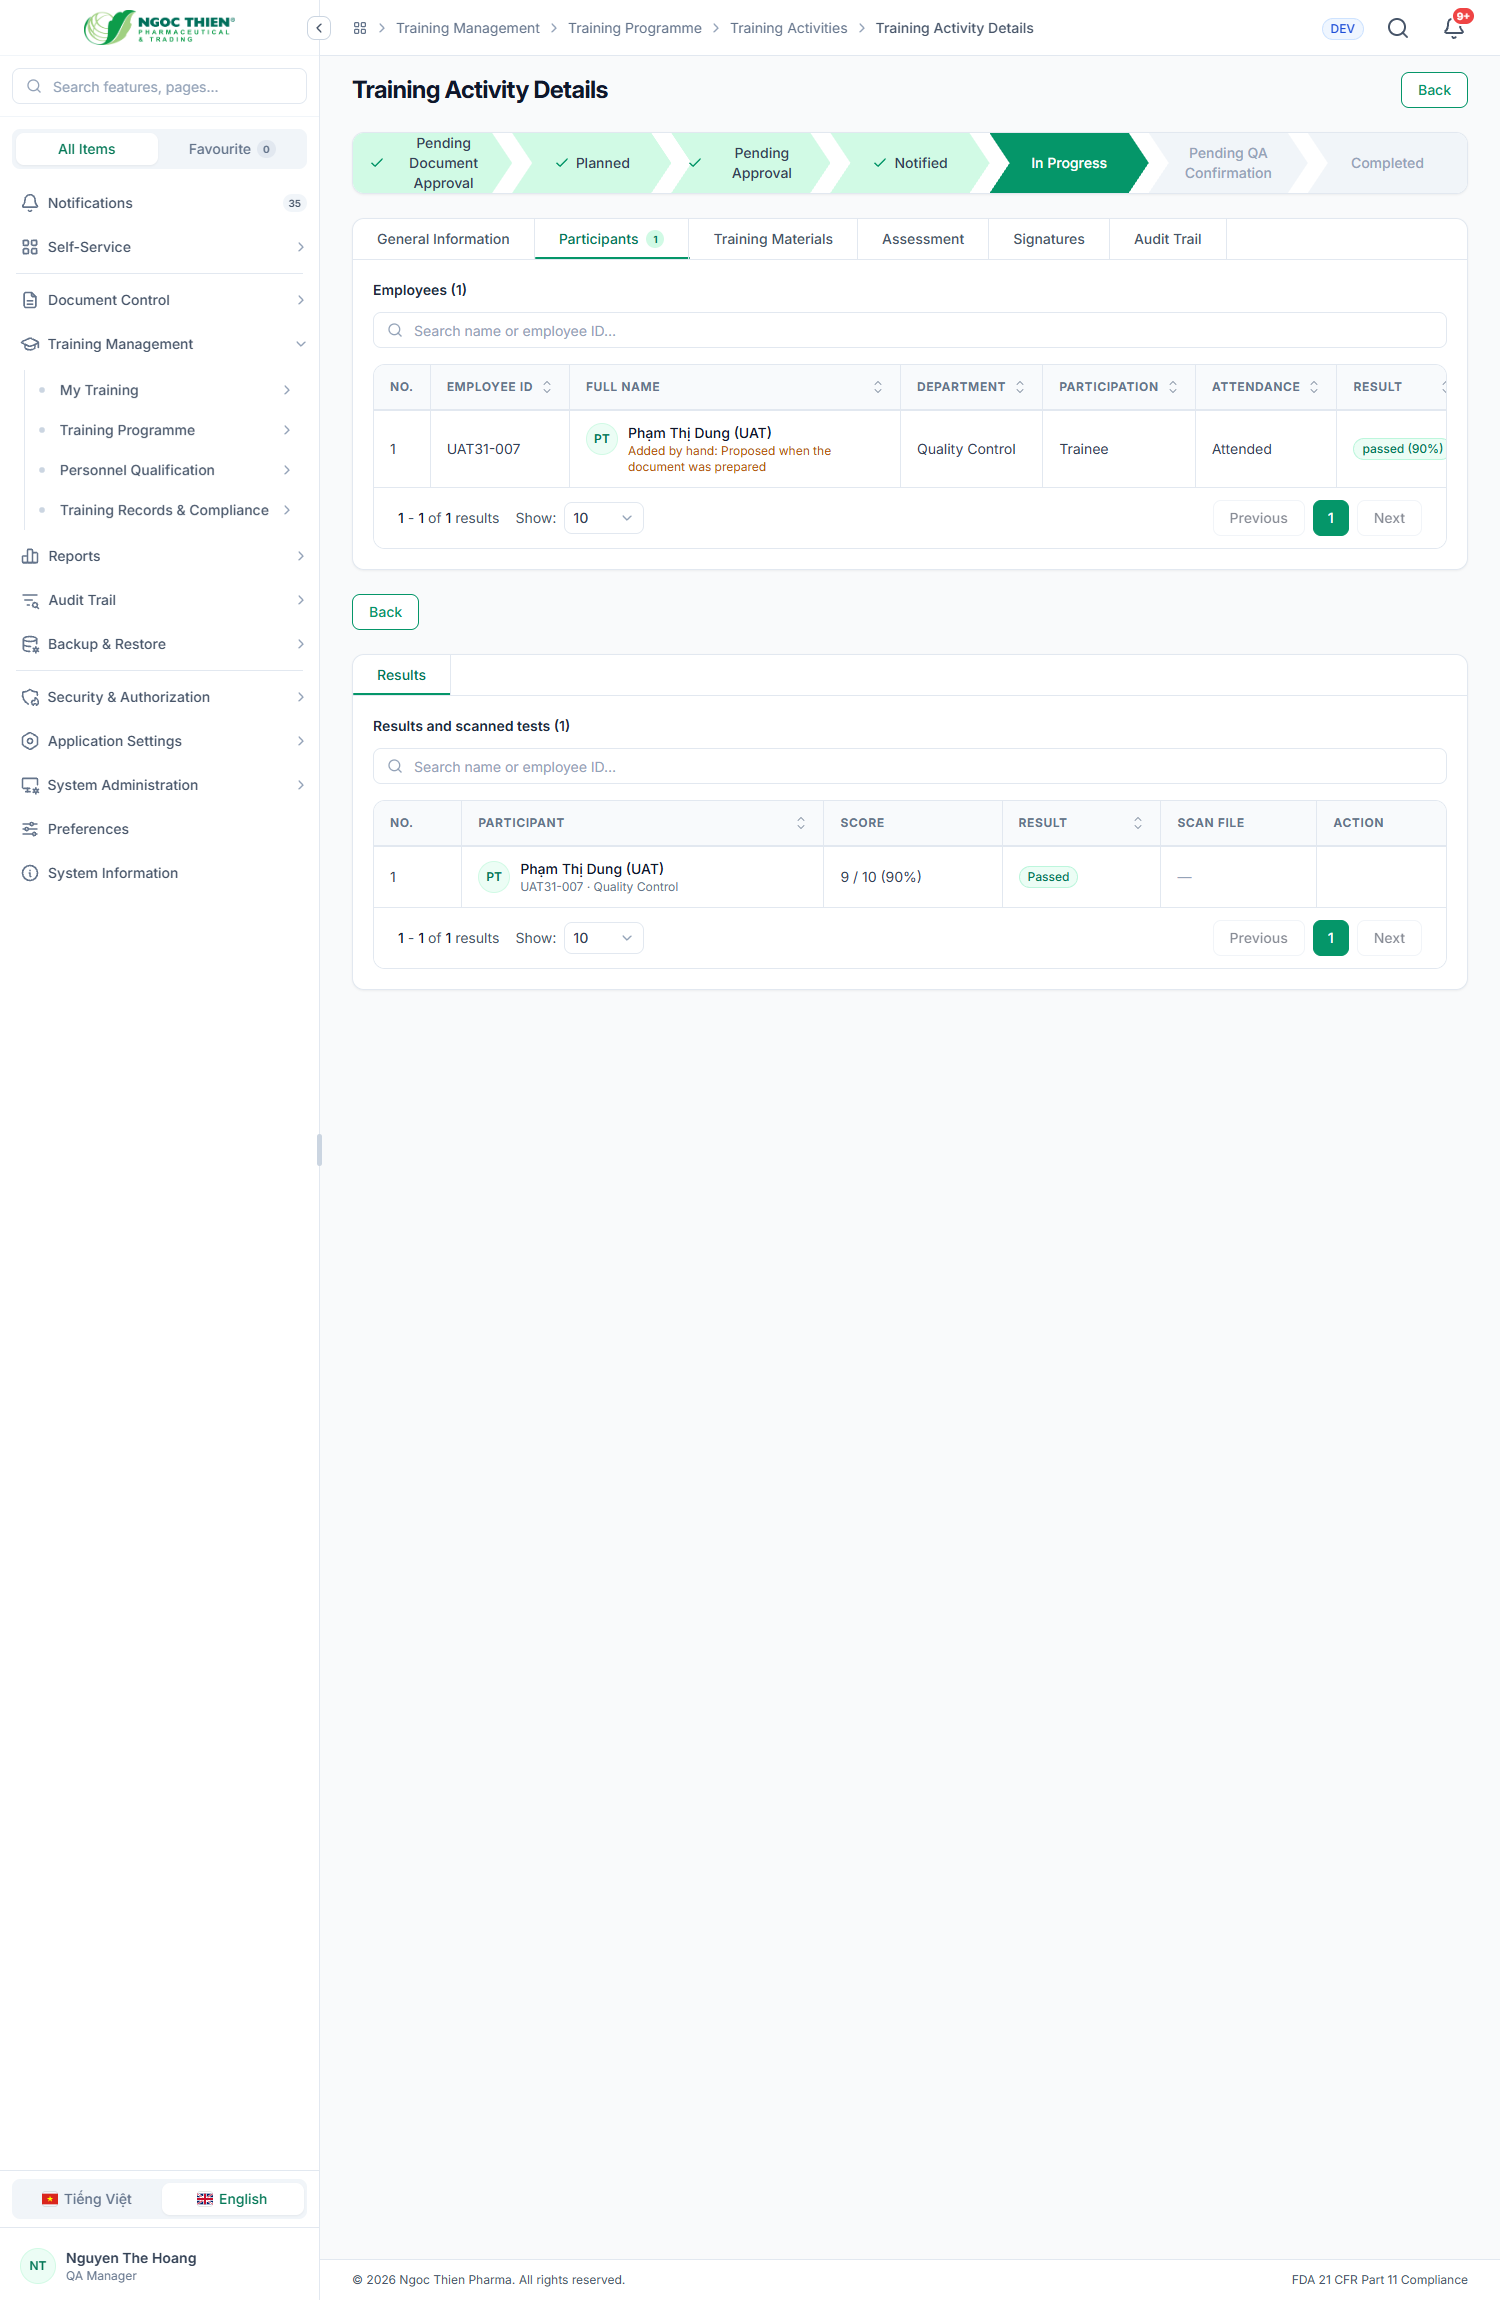 NGOC THIEN®
PHARMACEUTICAL
& TRADING
Training Management
Training Programme
Training Activities
Training Activity Details
DEV
9+
Search features, pages...
All Items
Favourite 0
Notifications 35
Self-Service
Document Control
Training Management
My Training
Training Programme
Personnel Qualification
Training Records & Compliance
Reports
Audit Trail
Backup & Restore
Security & Authorization
Application Settings
System Administration
Preferences
System Information
Tiếng Việt
English
NT
Nguyen The Hoang
QA Manager
Training Activity Details
Back
Pending
Document
Approval
Planned
Pending
Approval
Notified
In Progress
Pending QA
Confirmation
Completed
General Information
Participants 1
Training Materials
Assessment
Signatures
Audit Trail
Employees (1)
Search name or employee ID...
NO. EMPLOYEE ID FULL NAME DEPARTMENT PARTICIPATION ATTENDANCE RESULT
1 UAT31-007 PT Phạm Thị Dung (UAT) Quality Control Trainee Attended passed (90%)
Added by hand: Proposed when the
document was prepared
1 - 1 of 1 results Show: 10 Previous 1 Next
Back
Results
Results and scanned tests (1)
Search name or employee ID...
NO. PARTICIPANT SCORE RESULT SCAN FILE ACTION
1 PT Phạm Thị Dung (UAT) 9 / 10 (90%) Passed —
UAT31-007 · Quality Control
1 - 1 of 1 results Show: 10 Previous 1 Next
© 2026 Ngoc Thien Pharma. All rights reserved.
FDA 21 CFR Part 11 Compliance